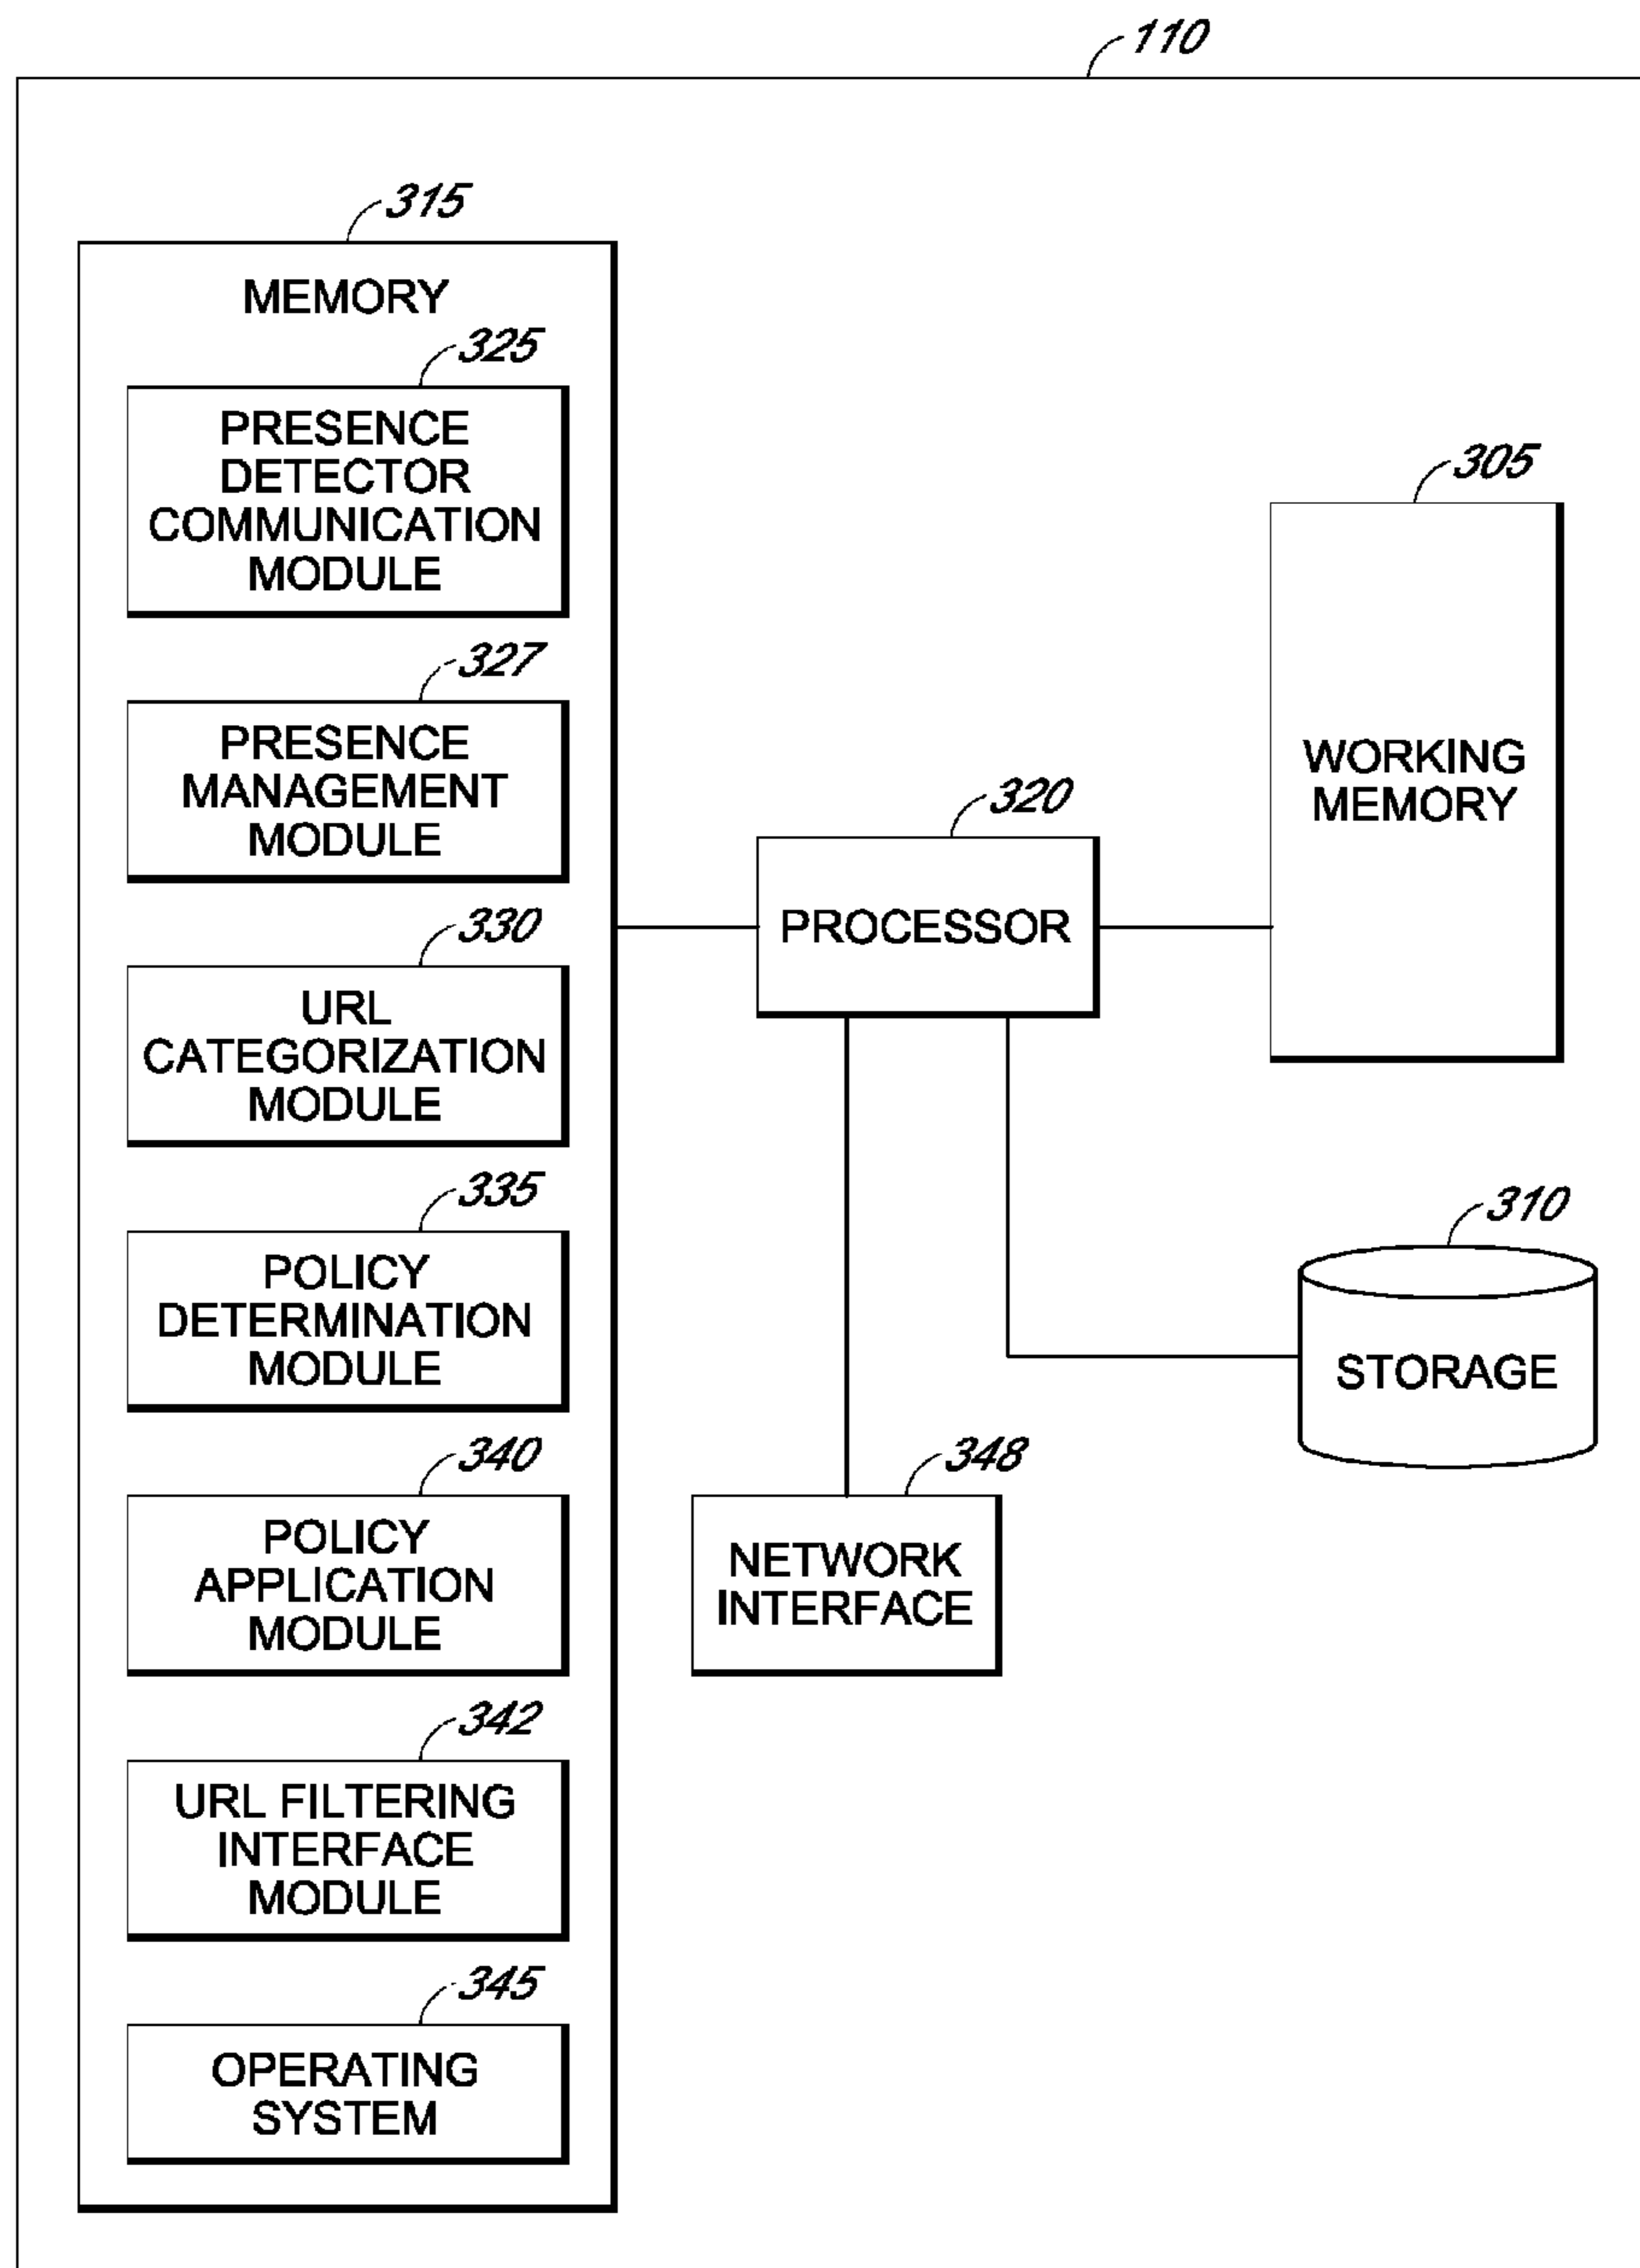 110
315
MEMORY
325
PRESENCE
DETECTOR
COMMUNICATION
MODULE
327
PRESENCE
MANAGEMENT
MODULE
330
URL
CATEGORIZATION
MODULE
335
POLICY
DETERMINATION
MODULE
340
POLICY
APPLICATION
MODULE
342
URL FILTERING
INTERFACE
MODULE
345
OPERATING
SYSTEM
320
PROCESSOR
305
WORKING
MEMORY
310
STORAGE
348
NETWORK
INTERFACE